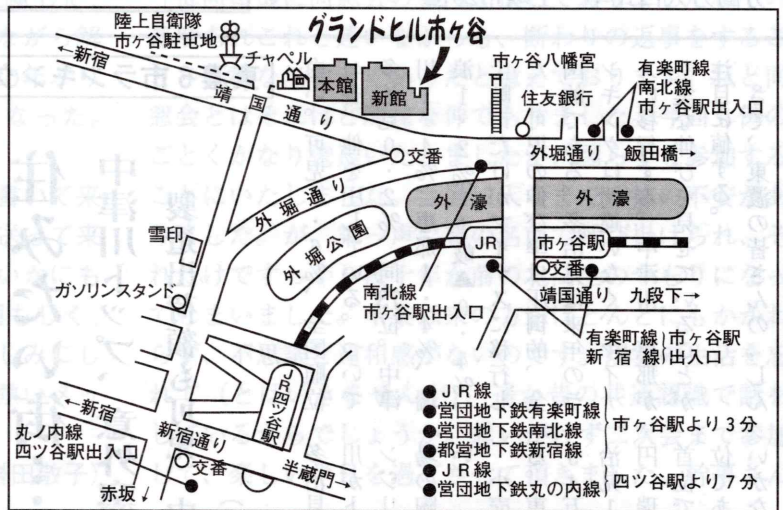 グランドヒル市ヶ谷
陸上自衛隊
市ヶ谷駐屯地
←新宿
チャペル
本館
新館
市ヶ谷八幡宮
住友銀行
有楽町線
南北線
市ヶ谷駅出入口
靖国通り
交番
外堀通り
飯田橋→
外堀通り
外濠
外濠
外堀公園
雪印
JR
市ヶ谷駅
交番
ガソリンスタンド
南北線
市ヶ谷駅出入口
靖国通り
九段下→
有楽町線 市ヶ谷駅
新宿線 出入口
JR四ツ谷駅
←新宿
新宿通り
丸ノ内線
四ツ谷駅出入口
交番
半蔵門
赤坂↓
●JR線
●営団地下鉄有楽町線
●営団地下鉄南北線
●都営地下鉄新宿線
市ヶ谷駅より3分
●JR線
●営団地下鉄丸の内線
四ツ谷駅より7分